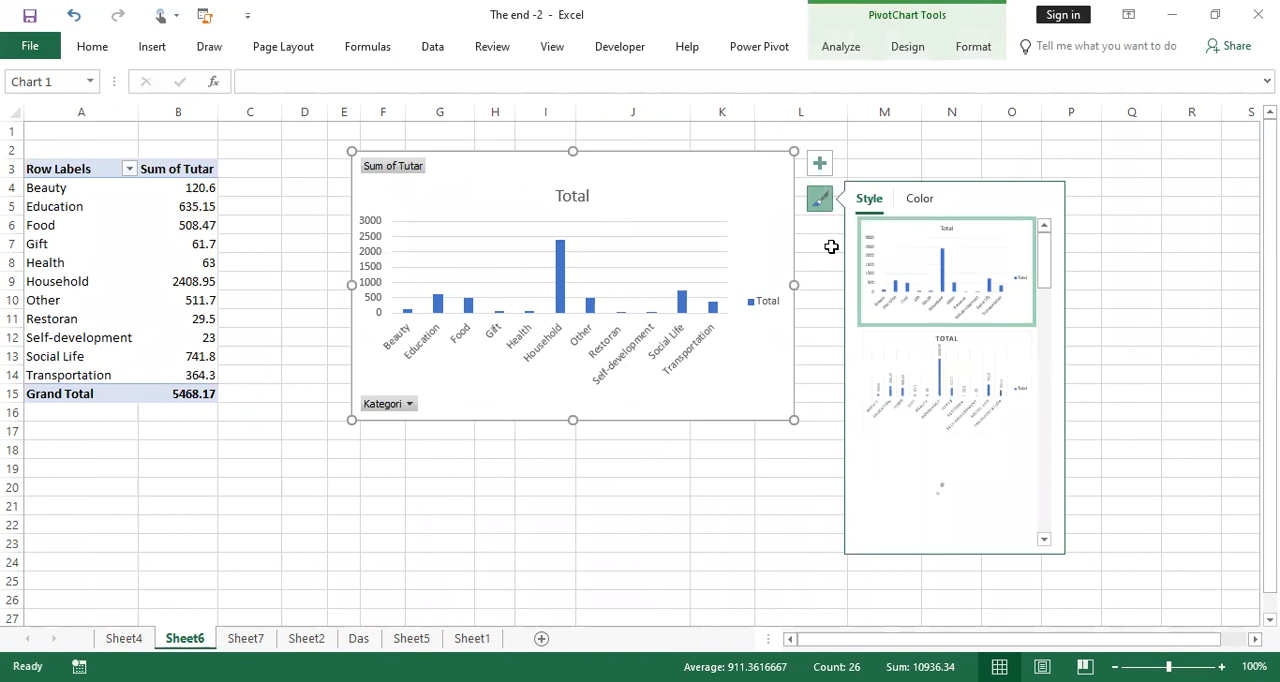 The end -2 - Excel
PivotChart Tools
Sign in
File Home Insert Draw Page Layout Formulas Data Review View Developer Help Power Pivot Analyze Design Format Tell me what you want to do Share
Chart 1 fx
A B C D E F G H I J K L M N O P Q R S
1
2
3 Row Labels Sum of Tutar
4 Beauty 120.6
5 Education 635.15
6 Food 508.47
7 Gift 61.7
8 Health 63
9 Household 2408.95
10 Other 511.7
11 Restoran 29.5
12 Self-development 23
13 Social Life 741.8
14 Transportation 364.3
15 Grand Total 5468.17
16
17
18
19
20
21
22
23
24
25
26
27
Sum of Tutar
Total
3000
2500
2000
1500
1000
500
0
Beauty Education Food Gift Health Household Other Restoran Self-development Social Life Transportation
Total
Kategori
Style Color
Total
Total
TOTAL
Total
Sheet4 Sheet6 Sheet7 Sheet2 Das Sheet5 Sheet1
Ready Average: 911.3616667 Count: 26 Sum: 10936.34 100%